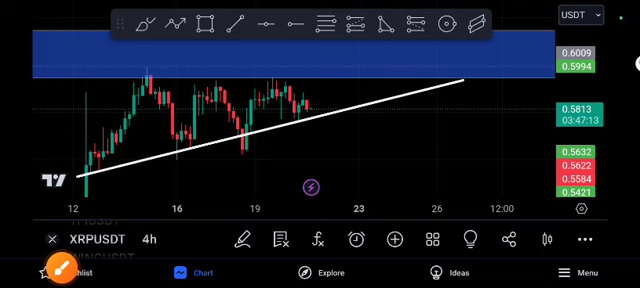 USDT
0.6009
0.5994
0.5813
03:47:13
0.5632
0.5622
0.5584
0.5421
12 16 19 23 26 12:00
XRPUSDT 4h
Chart Explore Ideas Menu